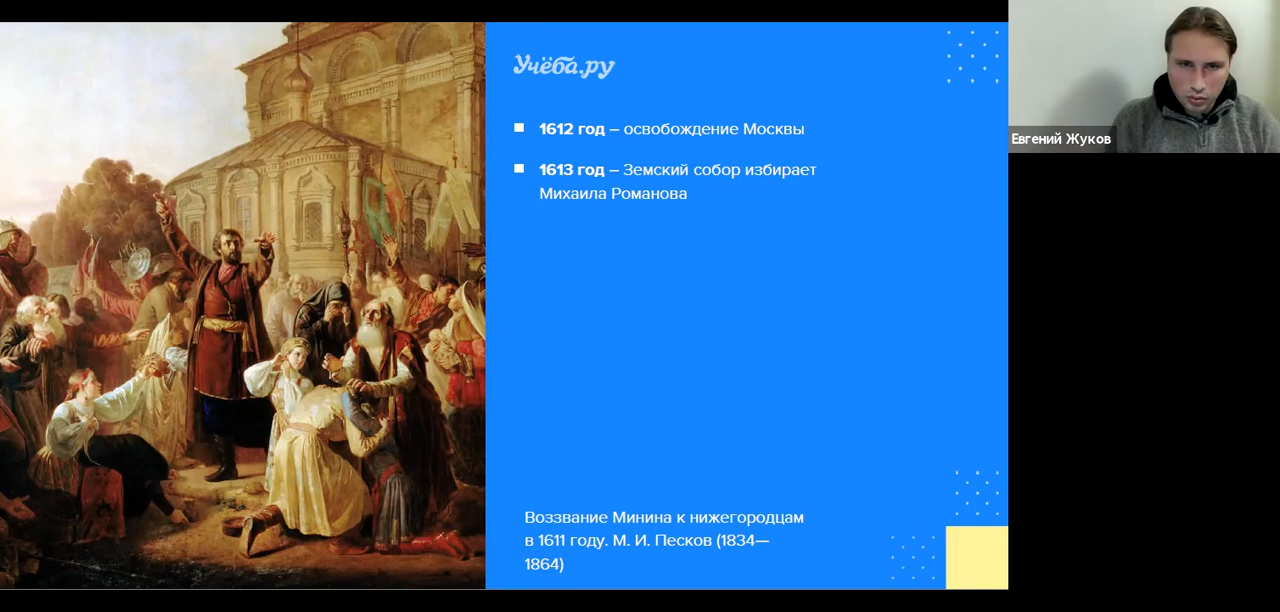 Учёба.ру
1612 год – освобождение Москвы
1613 год – Земский собор избирает
Михаила Романова
Воззвание Минина к нижегородцам
в 1611 году. М. И. Песков (1834—
1864)
Евгений Жуков